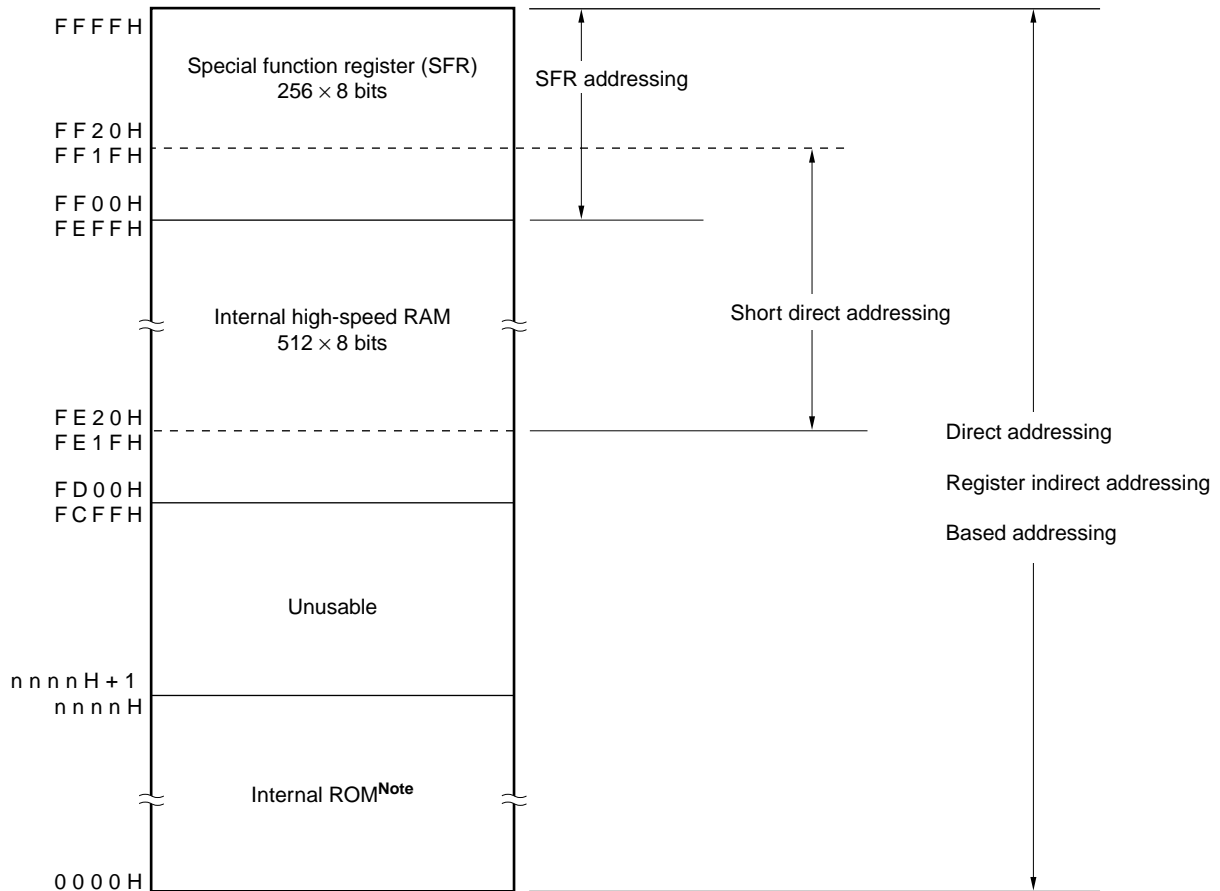 FFFFH
Special function register (SFR)
256 × 8 bits
SFR addressing
FF20H
FF1FH
FF00H
FEFFH
Internal high-speed RAM
512 × 8 bits
Short direct addressing
FE20H
FE1FH
Direct addressing
Register indirect addressing
Based addressing
FD00H
FCFFH
Unusable
nnnnH+1
nnnnH
Internal ROMNote
0000H